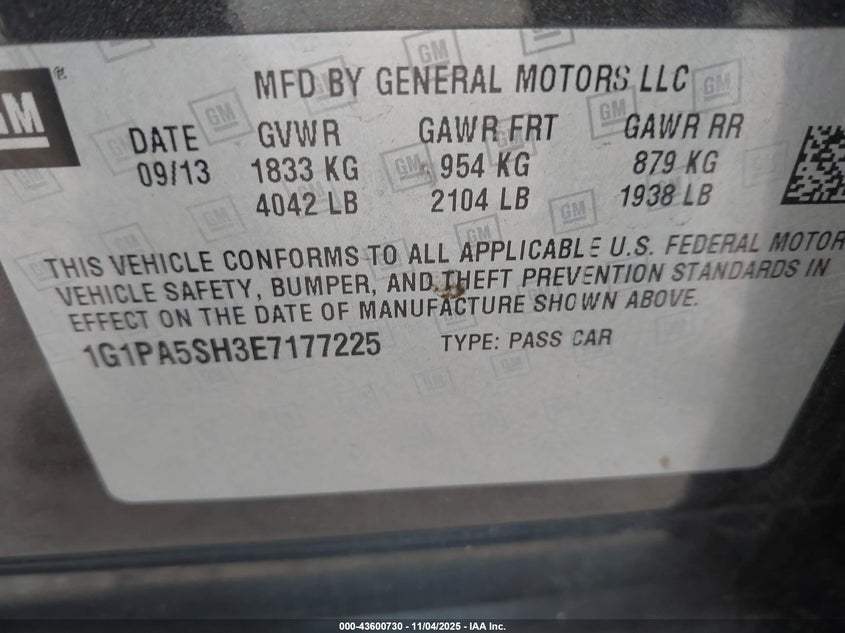 GM ®
MFD BY GENERAL MOTORS LLC
DATE GVWR GAWR FRT GAWR RR
09/13 1833 KG 954 KG 879 KG
4042 LB 2104 LB 1938 LB
THIS VEHICLE CONFORMS TO ALL APPLICABLE U.S. FEDERAL MOTOR
VEHICLE SAFETY, BUMPER, AND THEFT PREVENTION STANDARDS IN
EFFECT ON THE DATE OF MANUFACTURE SHOWN ABOVE.
1G1PA5SH3E7177225 TYPE: PASS CAR
000-43600730 - 11/04/2025 - IAA Inc.